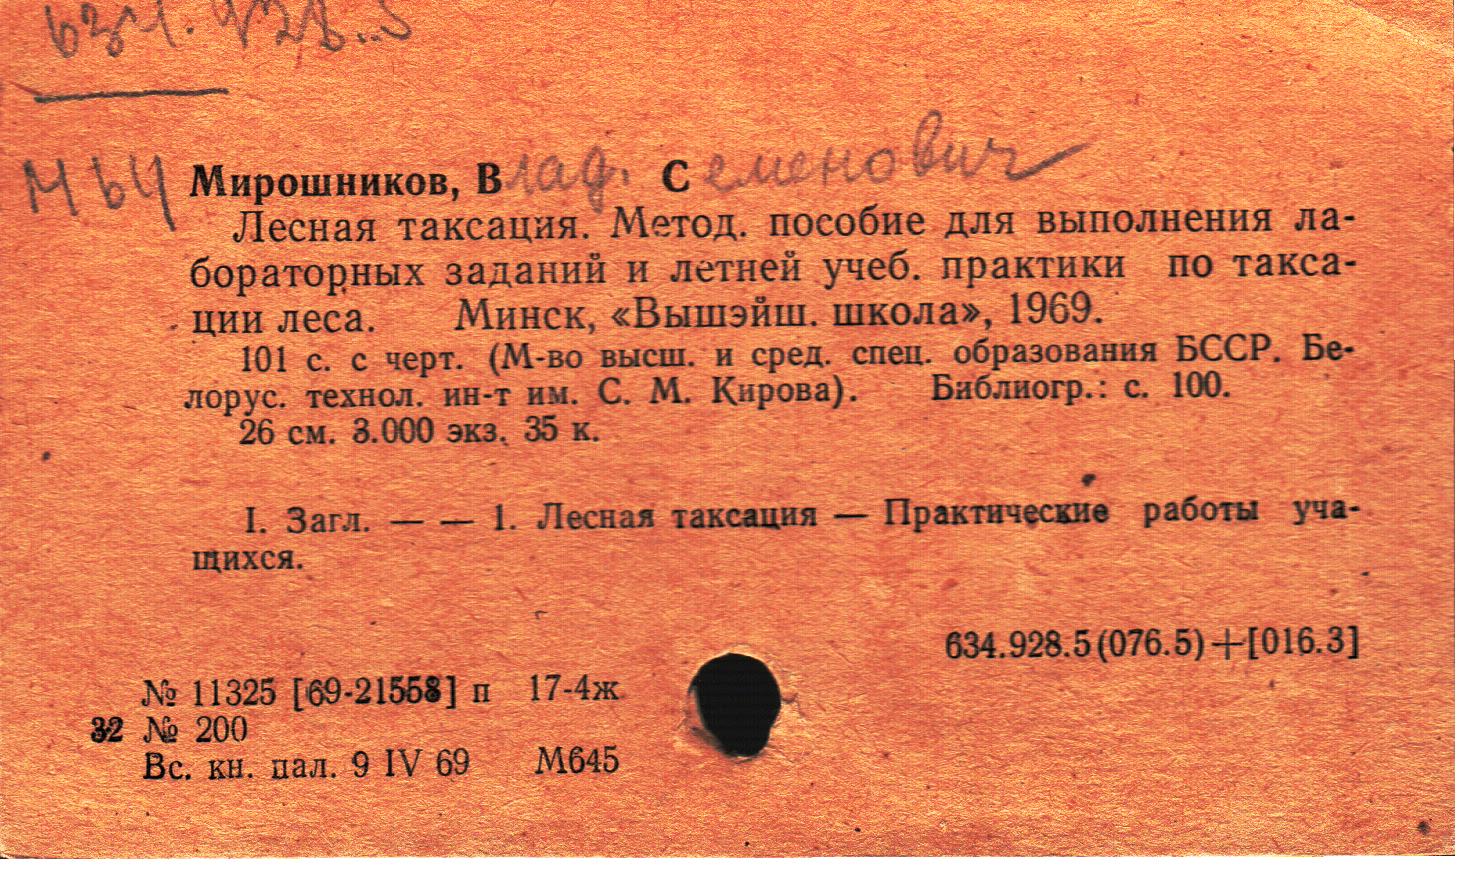 634.928.5
М64 Мирошников, Влад. Семенович
Лесная таксация. Метод. пособие для выполнения ла-
бораторных заданий и летней учеб. практики по такса-
ции леса. Минск, «Вышэйш. школа», 1969.
101 с. с черт. (М-во высш. и сред. спец. образования БССР. Бе-
лорус. технол. ин-т им. С. М. Кирова). Библиогр.: с. 100.
26 см. 3.000 экз. 35 к.
I. Загл. — — 1. Лесная таксация — Практические работы уча-
щихся.
634.928.5(076.5)+[016.3]
№ 11325 [69-21558] п 17-4ж
32 № 200
Вс. кн. пал. 9 IV 69 М645